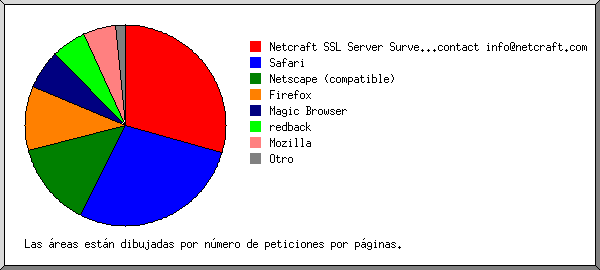 Netcraft SSL Server Surve...contact info@netcraft.com
Safari
Netscape (compatible)
Firefox
Magic Browser
redback
Mozilla
Otro
Las áreas están dibujadas por número de peticiones por páginas.